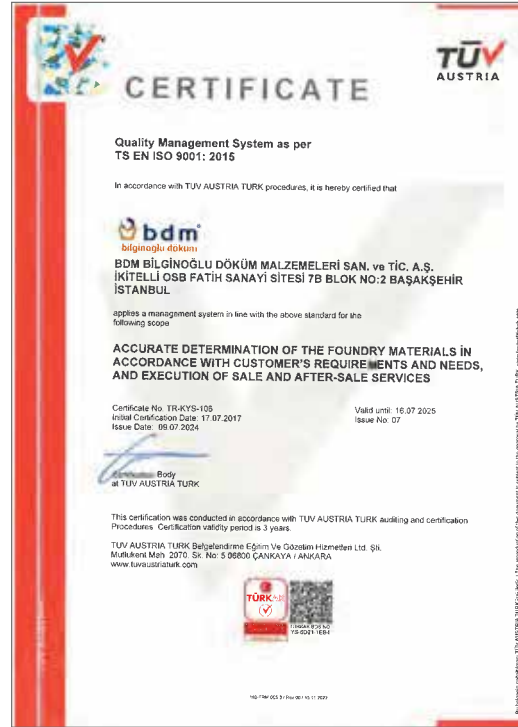 TÜV
AUSTRIA
CERTIFICATE
Quality Management System as per
TS EN ISO 9001: 2015
In accordance with TUV AUSTRIA TURK procedures, it is hereby certified that
bdm
bilginoğlu döküm
BDM BİLGİNOĞLU DÖKÜM MALZEMELERİ SAN. ve TİC. A.Ş.
İKİTELLİ OSB FATİH SANAYİ SİTESİ 7B BLOK NO:2 BAŞAKŞEHİR
İSTANBUL
applies a management system in line with the above standard for the
following scope
ACCURATE DETERMINATION OF THE FOUNDRY MATERIALS İN
ACCORDANCE WITH CUSTOMER'S REQUIREMENTS AND NEEDS,
AND EXECUTION OF SALE AND AFTER-SALE SERVICES
Certificate No. TR-KYS-106
Initial Certification Date: 17.07.2017
Issue Date: 09.07.2024
Valid until: 16.07.2025
Issue No: 07
Body
at TUV AUSTRIA TURK
This certification was conducted in accordance with TUV AUSTRIA TURK auditing and certification
Procedures. Certification validity period is 3 years.
TUV AUSTRIA TURK Belgelendirme Eğitim Ve Gözetim Hizmetleri Ltd. Şti.
Mutlukent Mah. 2070. Sk. No: 5 06800 ÇANKAYA / ANKARA
www.tuvaustriaturk.com
TÜRK